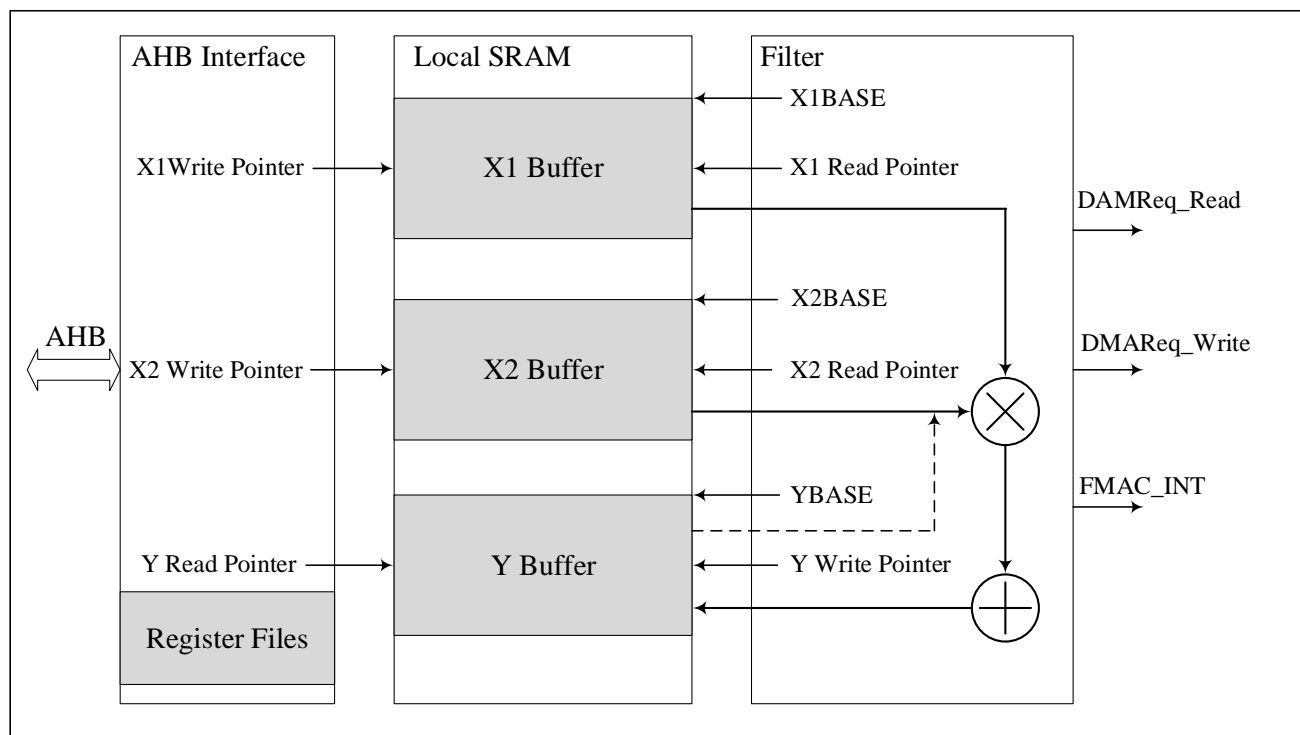 AHB Interface
Local SRAM
Filter
X1BASE
X1Write Pointer
X1 Buffer
X1 Read Pointer
DAMReq_Read
X2BASE
AHB
X2 Write Pointer
X2 Buffer
X2 Read Pointer
DMAReq_Write
YBASE
FMAC_INT
Y Read Pointer
Y Buffer
Y Write Pointer
Register Files